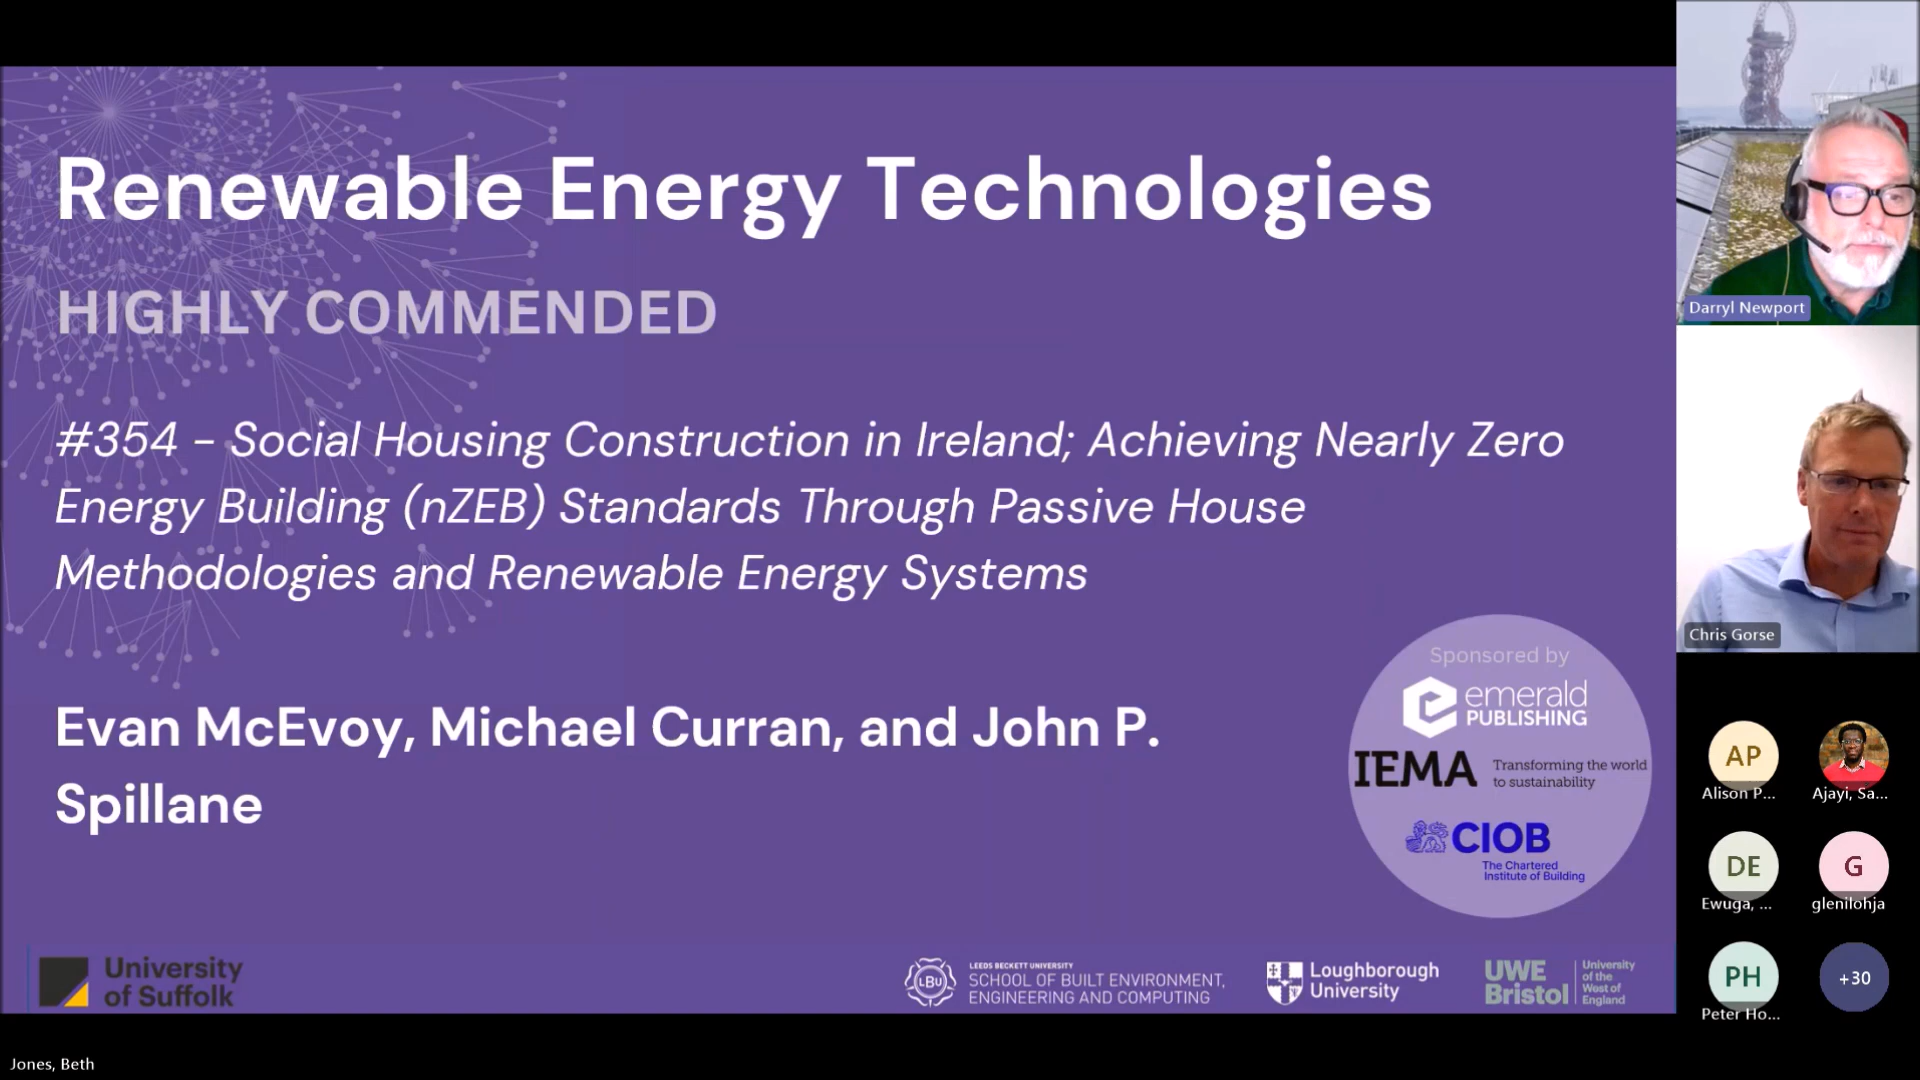 Renewable Energy Technologies
HIGHLY COMMENDED
#354 - Social Housing Construction in Ireland; Achieving Nearly Zero
Energy Building (nZEB) Standards Through Passive House
Methodologies and Renewable Energy Systems
Evan McEvoy, Michael Curran, and John P.
Spillane
Sponsored by
emerald
PUBLISHING
IEMA Transforming the world
to sustainability
CIOB
The Chartered
Institute of Building
University
of Suffolk
LBU
LEEDS BECKETT UNIVERSITY
SCHOOL OF BUILT ENVIRONMENT,
ENGINEERING AND COMPUTING
Loughborough
University
UWE
Bristol
University
of the
West of
England
Darryl Newport
Chris Gorse
AP
Alison P...
Ajayi, Sa...
DE
Ewuga, ...
G
glenilohja
PH
Peter Ho...
+30
Jones, Beth